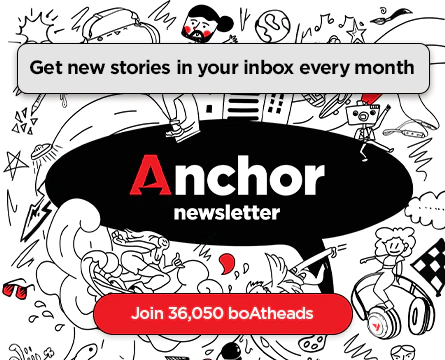 Get new stories in your inbox every month
Anchor
newsletter
Join 36,050 boAtheads